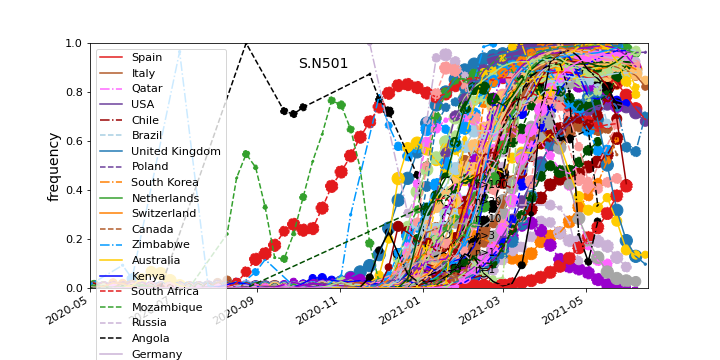 S.N501
frequency
1.0
0.8
0.6
0.4
0.2
0.0
2020-05
2020-09
2020-11
2021-01
2021-03
2021-05
Spain
Italy
Qatar
USA
Chile
Brazil
United Kingdom
Poland
South Korea
Netherlands
Switzerland
Canada
Zimbabwe
Australia
Kenya
South Africa
Mozambique
Russia
Angola
Germany